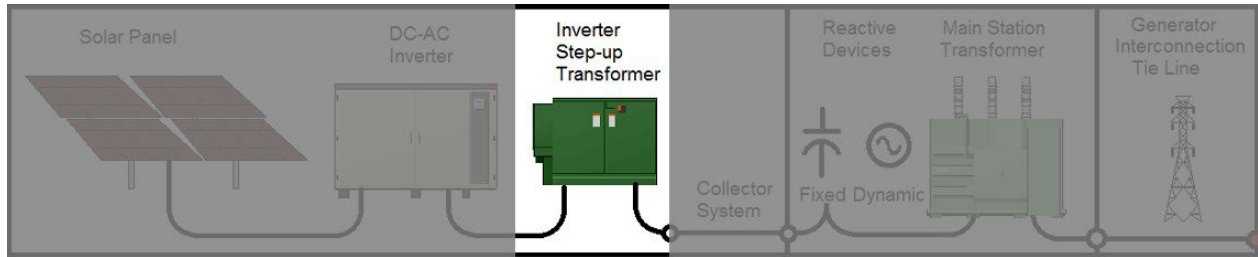 Solar Panel
DC-AC
Inverter
Inverter
Step-up
Transformer
Collector
System
Reactive
Devices
Fixed Dynamic
Main Station
Transformer
Generator
Interconnection
Tie Line